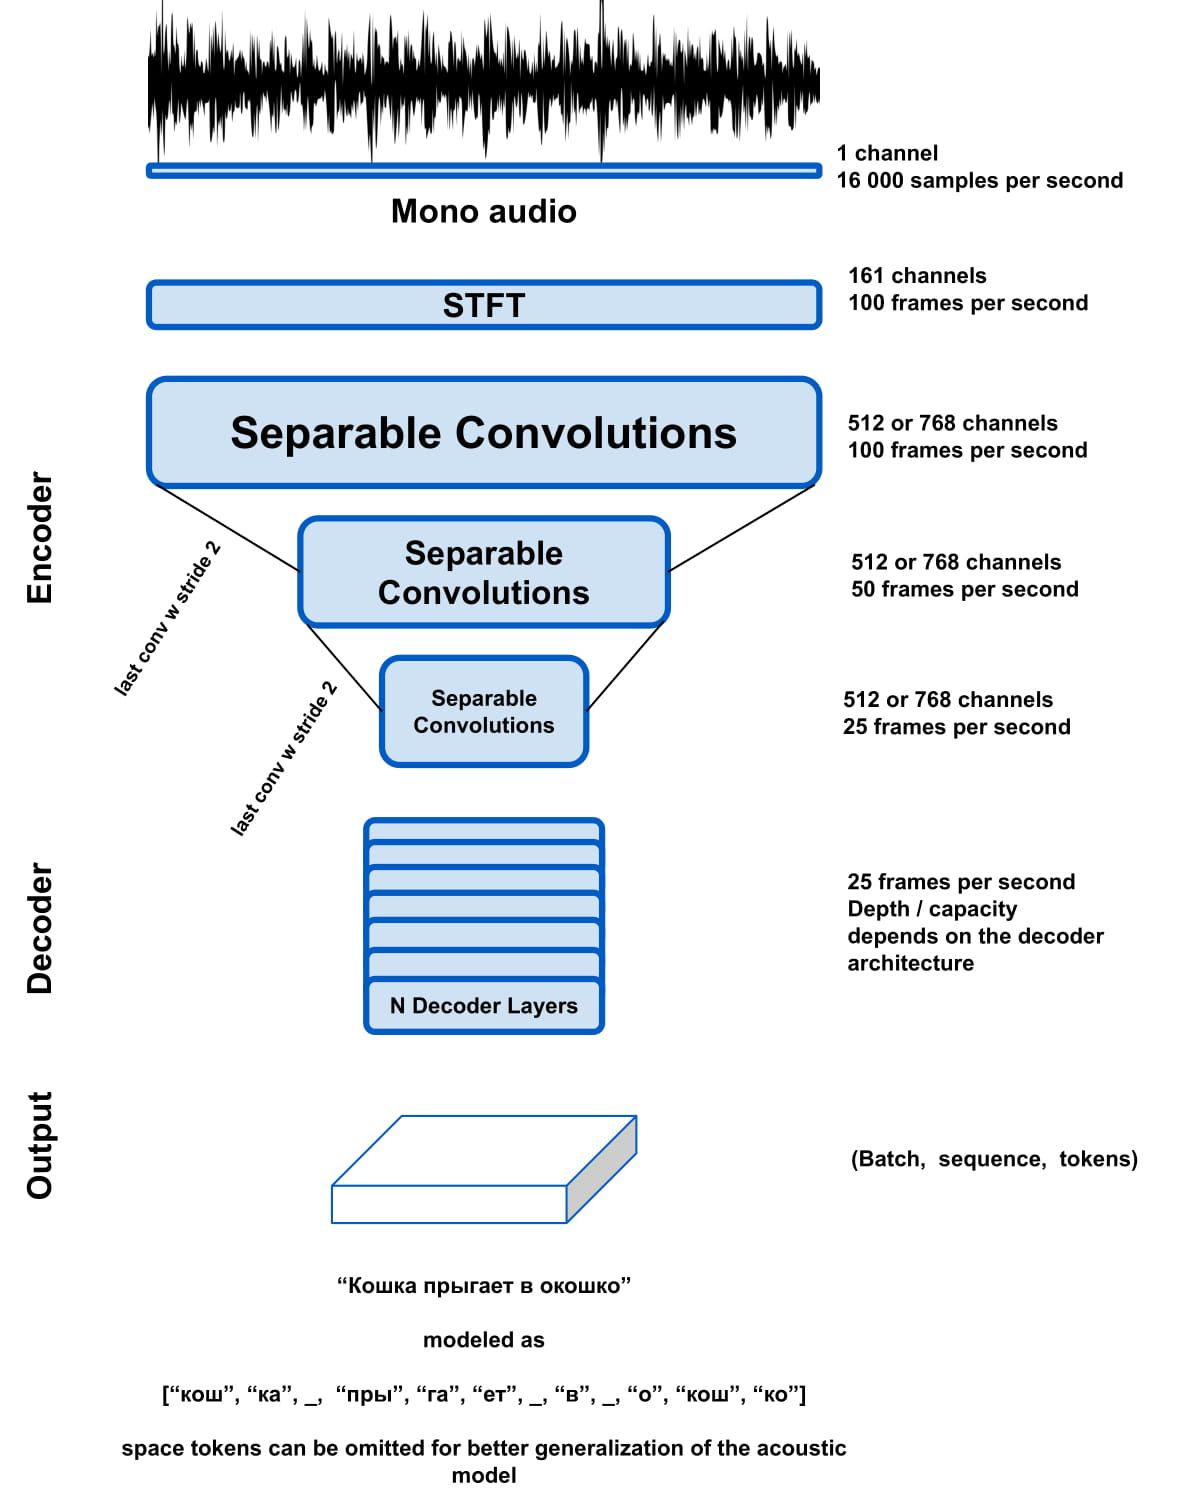 1 channel
16 000 samples per second
Mono audio
STFT
161 channels
100 frames per second
Encoder
Separable Convolutions
512 or 768 channels
100 frames per second
last conv w stride 2
Separable
Convolutions
512 or 768 channels
50 frames per second
last conv w stride 2
Separable
Convolutions
512 or 768 channels
25 frames per second
Decoder
N Decoder Layers
25 frames per second
Depth / capacity
depends on the decoder
architecture
Output
(Batch, sequence, tokens)
“Кошка прыгает в окошко”
modeled as
[“кош”, “ка”, _, “пры”, “га”, “ет”, _, “в”, _, “о”, “кош”, “ко”]
space tokens can be omitted for better generalization of the acoustic
model